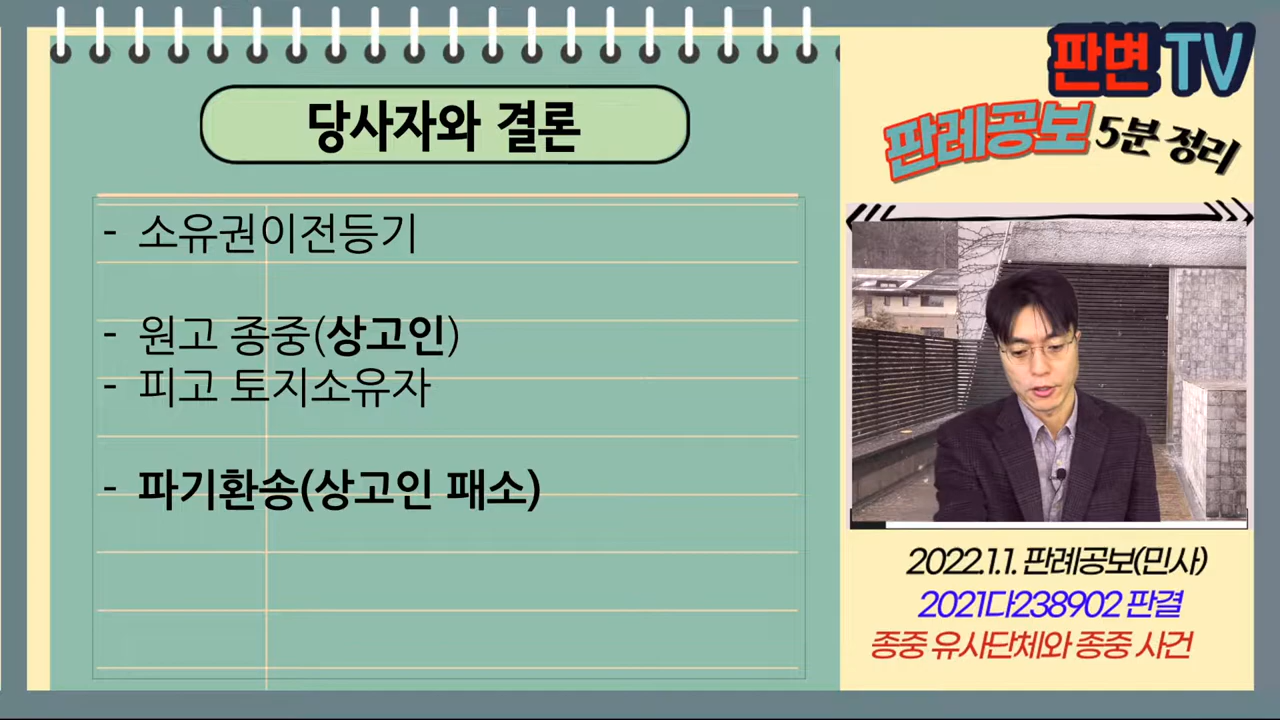 당사자와 결론
- 소유권이전등기
- 원고 종중(상고인)
- 피고 토지소유자
- 파기환송(상고인 패소)
판변 TV
판례공보 5분 정리
2022.1.1. 판례공보(민사)
2021다238902 판결
종중 유사단체와 종중 사건